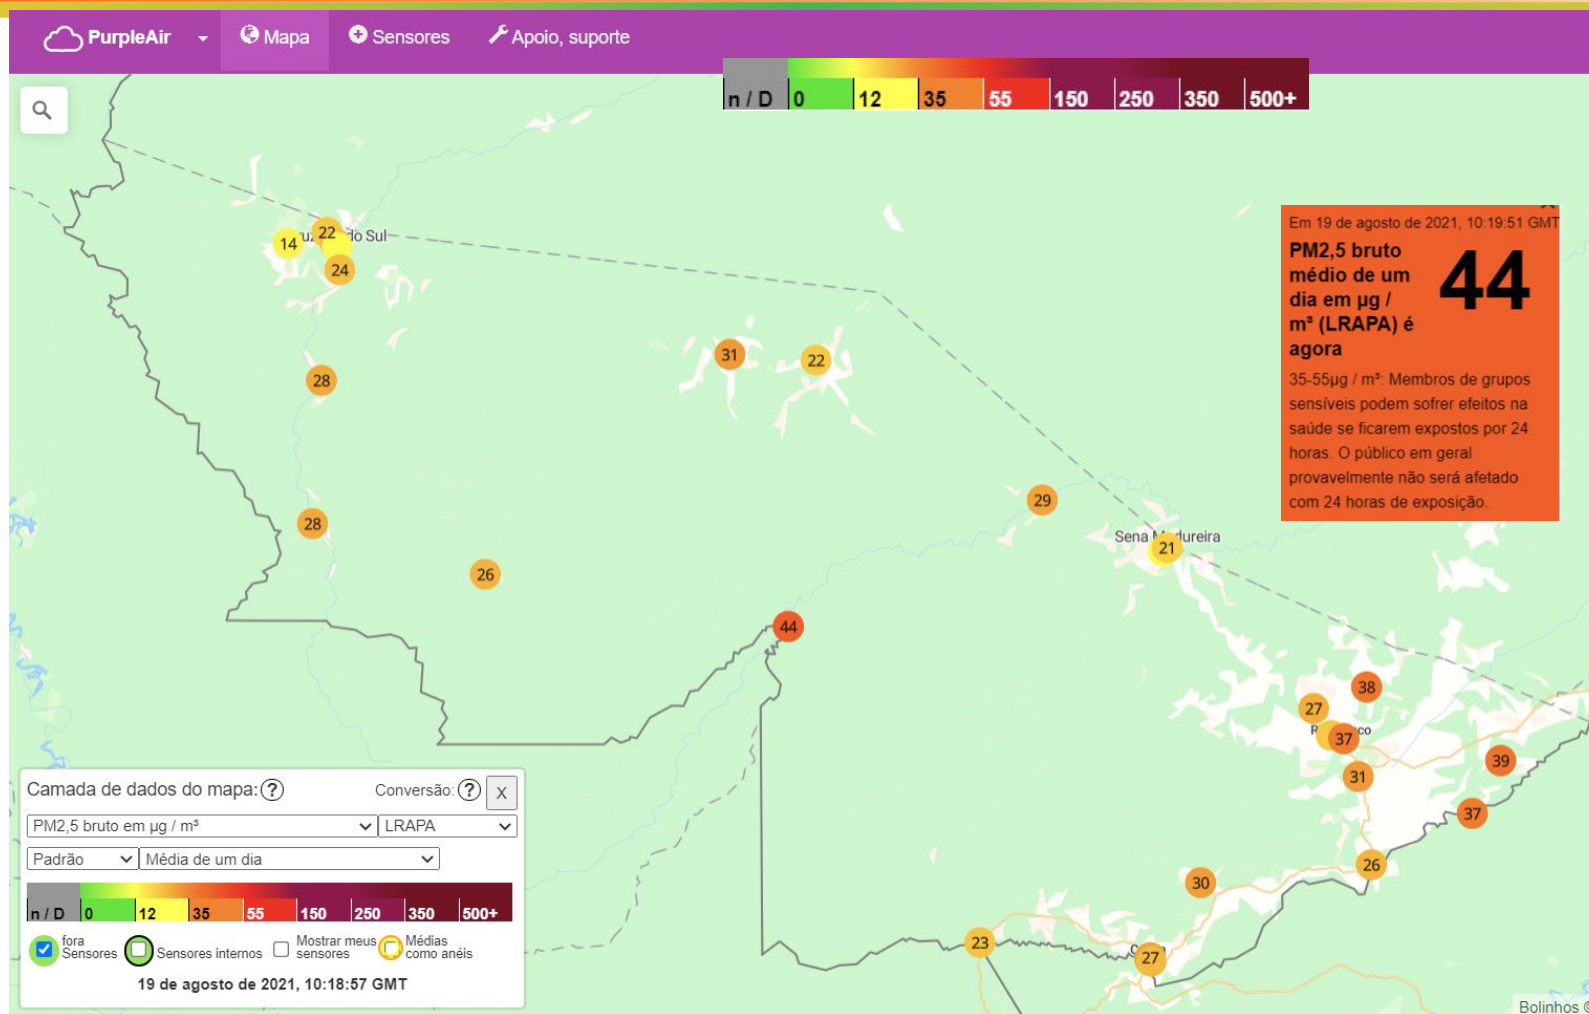 PurpleAir
Mapa
Sensores
Apoio, suporte
n / D 0 12 35 55 150 250 350 500+
Em 19 de agosto de 2021, 10:19:51 GMT
PM2,5 bruto
médio de um
dia em µg /
m³ (LRAPA) é
agora
44
35-55µg / m³: Membros de grupos
sensíveis podem sofrer efeitos na
saúde se ficarem expostos por 24
horas. O público em geral
provavelmente não será afetado
com 24 horas de exposição.
22
do Sul
14
24
31
22
28
29
28
Sena Madureira
21
26
44
38
27
37
39
31
37
26
30
23
27
Camada de dados do mapa: ?
Conversão: ?
X
PM2,5 bruto em µg / m³
LRAPA
Padrão
Média de um dia
n / D 0 12 35 55 150 250 350 500+
fora
Sensores
Sensores internos
Mostrar meus
sensores
Médias
como anéis
19 de agosto de 2021, 10:18:57 GMT
Bolinhos ©